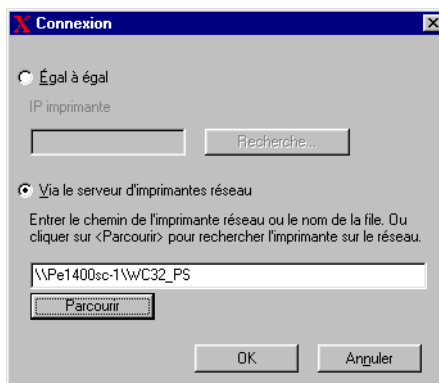 Connexion
Égal à égal
IP imprimante
Recherche...
Via le serveur d'imprimantes réseau
Entrer le chemin de l'imprimante réseau ou le nom de la file. Ou
cliquer sur <Parcourir> pour rechercher l'imprimante sur le réseau.
\\Pe1400sc-1\WC32_PS
Parcourir
OK
Annuler